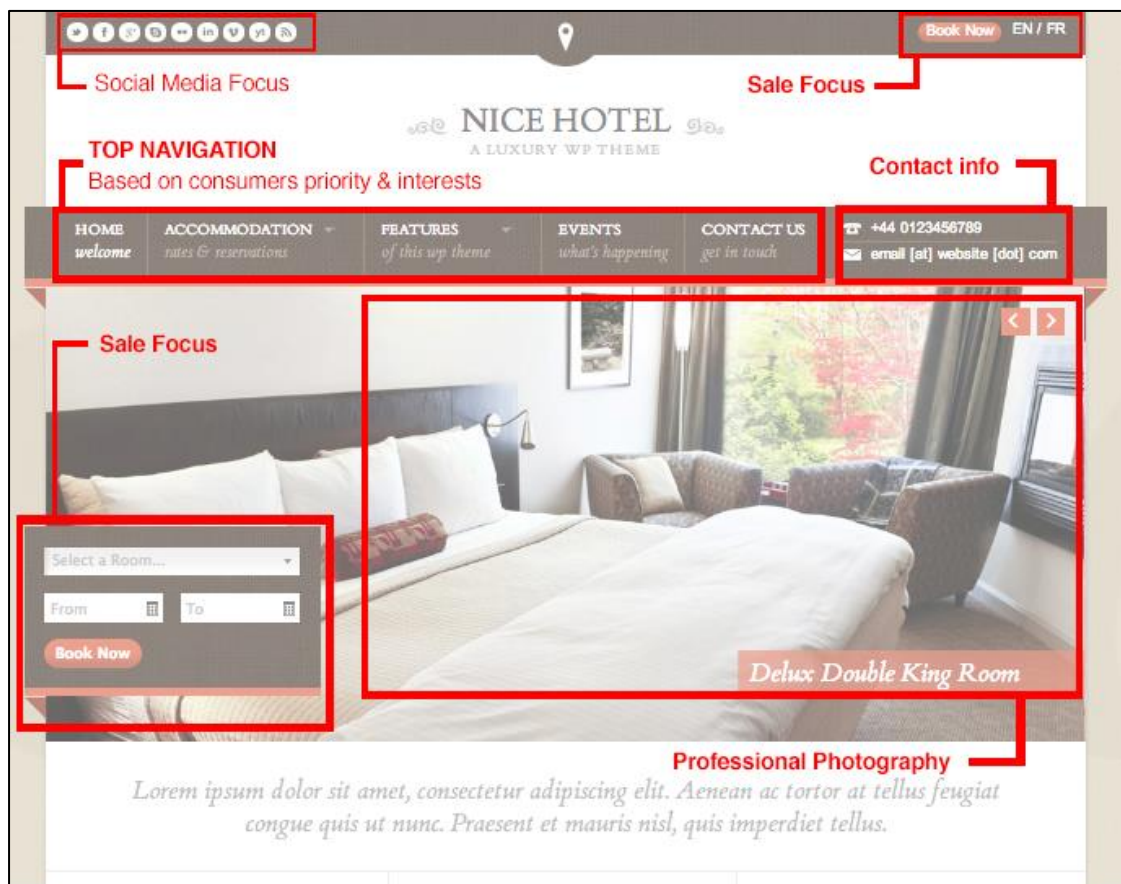 Book Now EN / FR
Social Media Focus
Sale Focus
NICE HOTEL
A LUXURY WP THEME
TOP NAVIGATION
Based on consumers priority & interests
Contact info
HOME
welcome
ACCOMMODATION
rates & reservations
FEATURES
of this wp theme
EVENTS
what's happening
CONTACT US
get in touch
+44 0123456789
email [at] website [dot] com
Sale Focus
Select a Room...
From To
Book Now
Delux Double King Room
Professional Photography
Lorem ipsum dolor sit amet, consectetur adipiscing elit. Aenean ac tortor at tellus feugiat
congue quis ut nunc. Praesent et mauris nisl, quis imperdiet tellus.